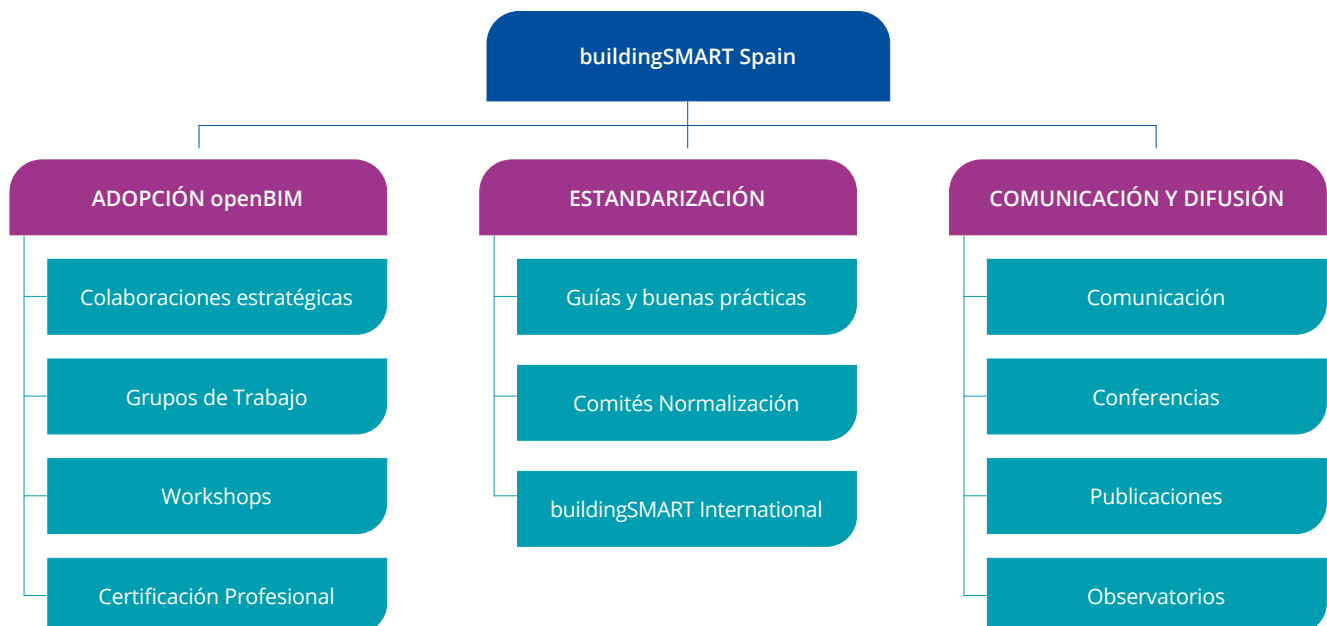 buildingSMART Spain
ADOPCIÓN openBIM
Colaboraciones estratégicas
Grupos de Trabajo
Workshops
Certificación Profesional
ESTANDARIZACIÓN
Guías y buenas prácticas
Comités Normalización
buildingSMART International
COMUNICACIÓN Y DIFUSIÓN
Comunicación
Conferencias
Publicaciones
Observatorios